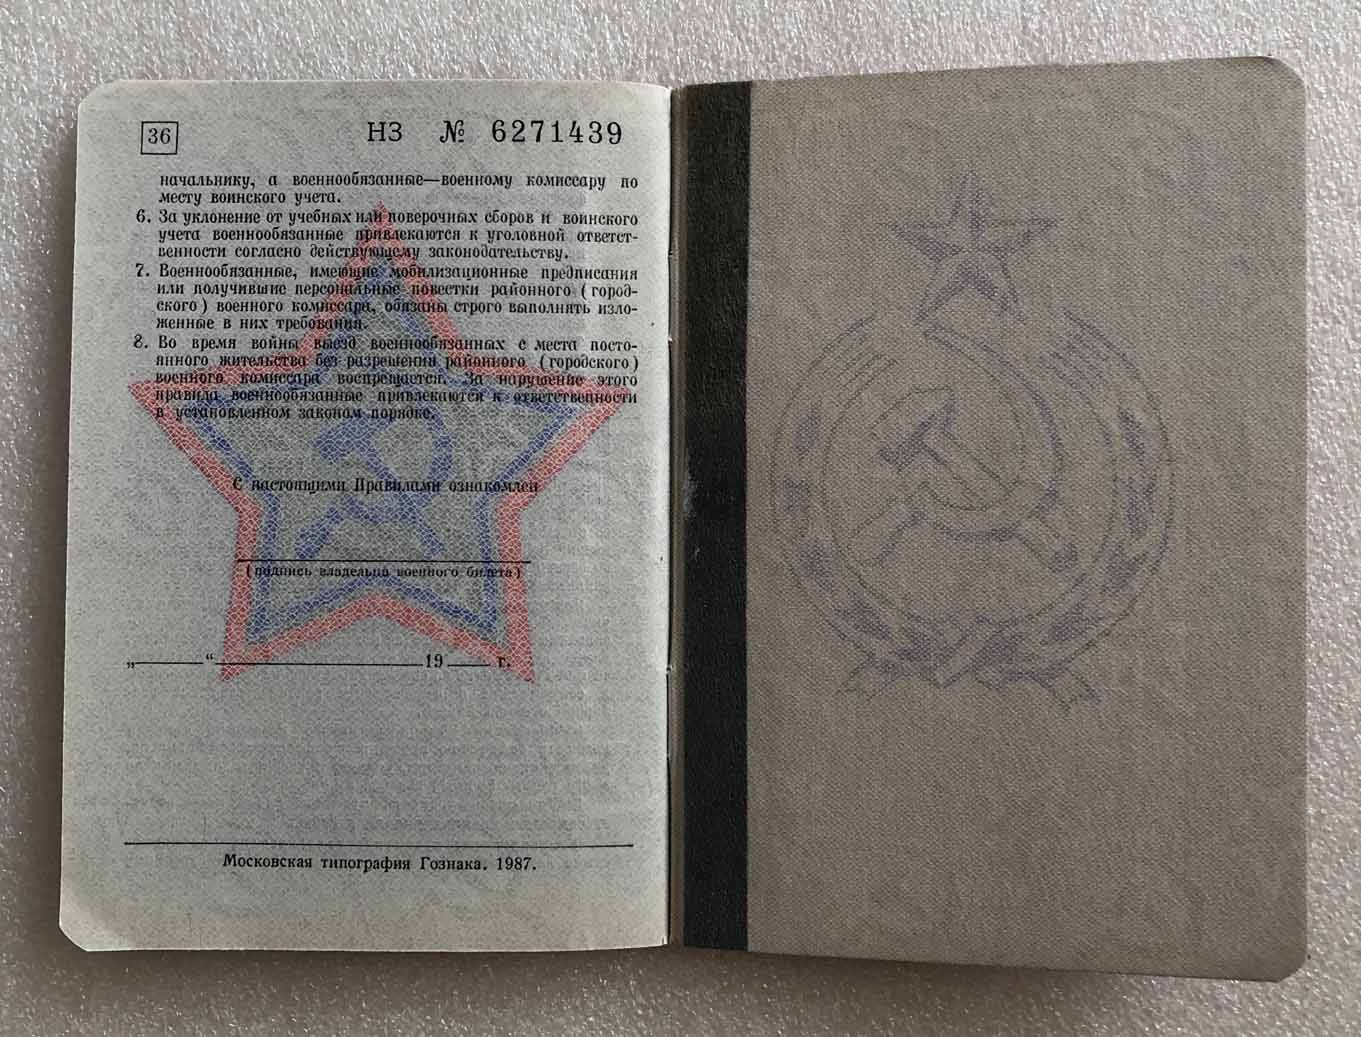 36
НЗ № 6271439
начальнику, а военнообязанные—военному комиссару по
месту воинского учета.
6. За уклонение от учебных или поверочных сборов и воинского
учета военнообязанные привлекаются к уголовной ответст-
венности согласно действующему законодательству.
7. Военнообязанные, имеющие мобилизационные предписания
или получившие персональные повестки районного (город-
ского) военного комиссара, обязаны строго выполнять изло-
женные в них требования.
8. Во время войны выезд военнообязанных с места посто-
янного жительства без разрешения районного (городского)
военного комиссара воспрещается. За нарушение этого
правила военнообязанные привлекаются к ответственности
в установленном законом порядке.
С настоящими Правилами ознакомлен
(подпись владельца военного билета)
„ “ 19 г.
Московская типография Гознака. 1987.